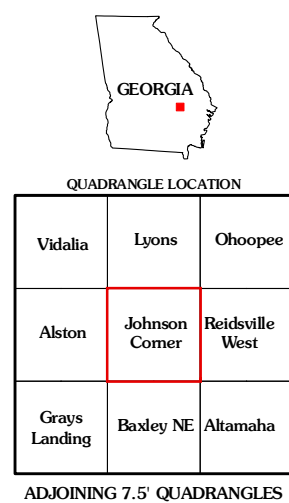 GEORGIA
QUADRANGLE LOCATION
Vidalia
Lyons
Ohoopee
Alston
Johnson
Corner
Reidsville
West
Grays
Landing
Baxley NE
Altamaha
ADJOINING 7.5' QUADRANGLES